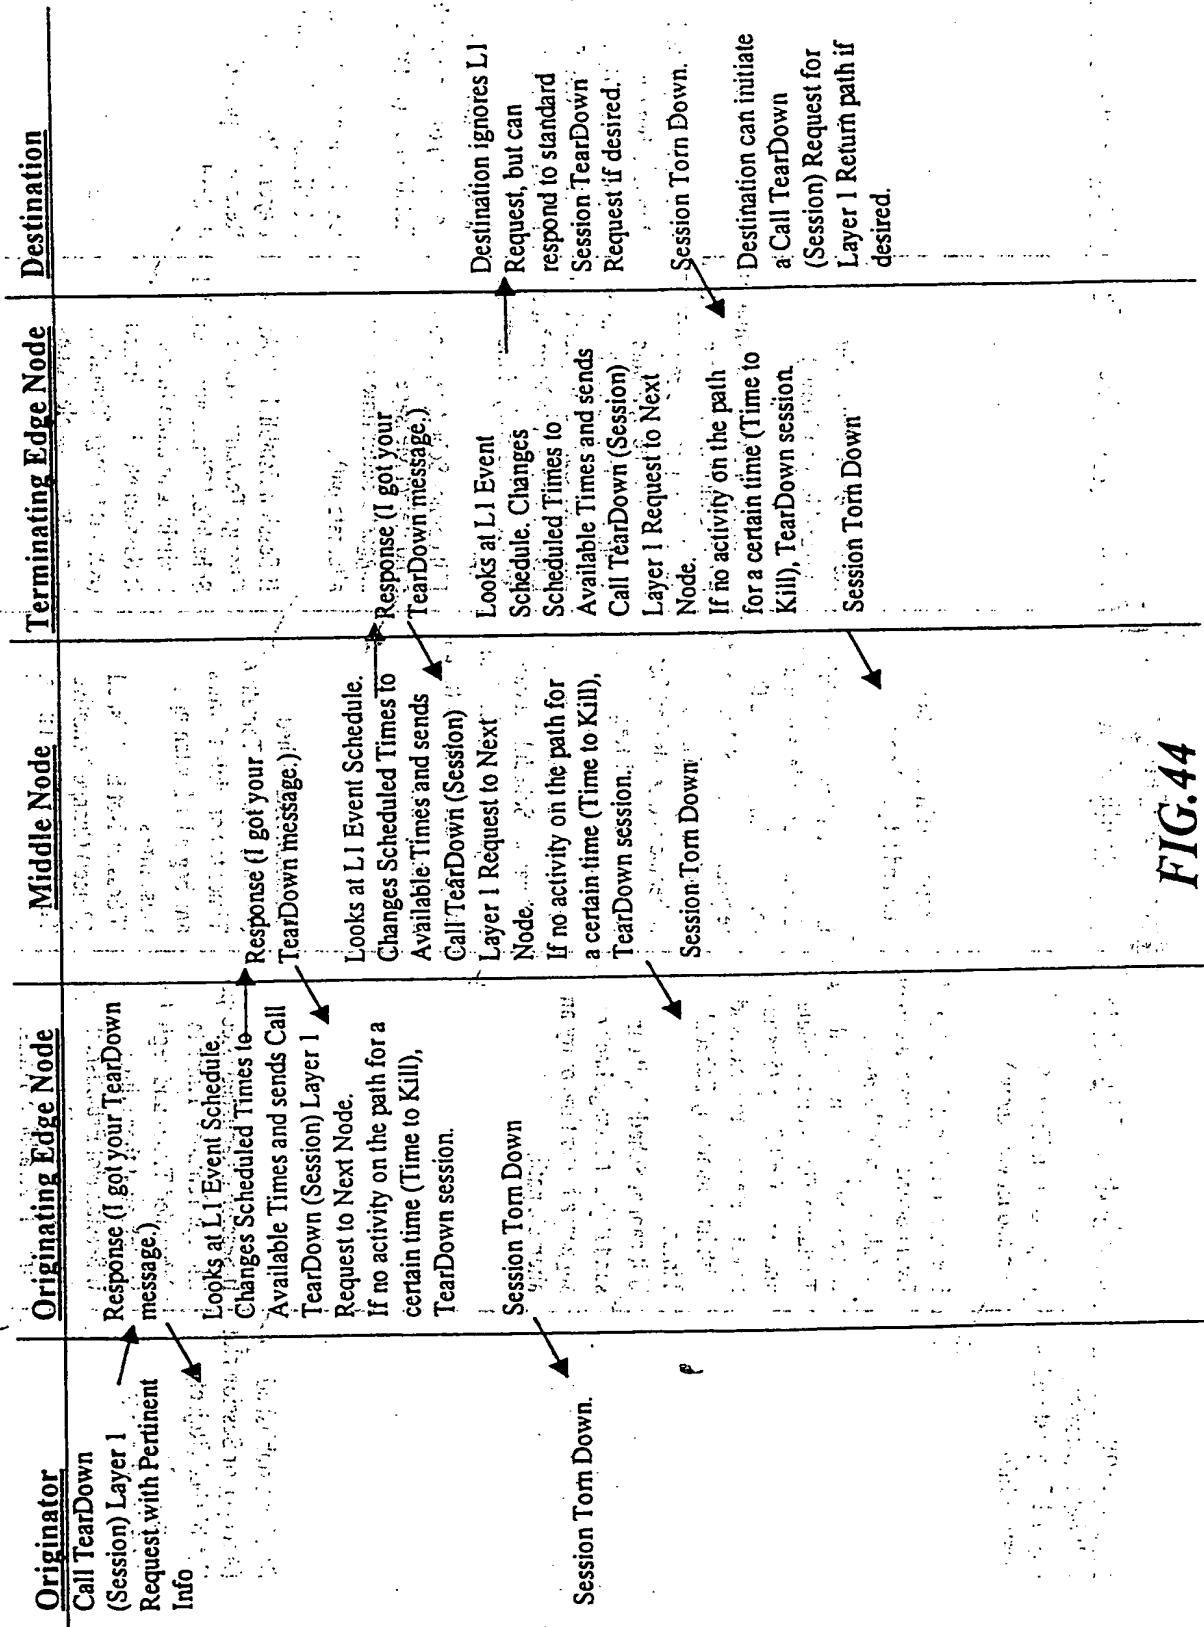 Originator
Call TearDown
(Session) Layer 1
Request with Pertinent
Info
Session Torn Down.
Originating Edge Node
Response (I got your TearDown
message.)
Looks at L1 Event Schedule.
Changes Scheduled Times to
Available Times and sends Call
TearDown (Session) Layer 1
Request to Next Node.
If no activity on the path for a
certain time (Time to Kill),
TearDown session.
Session Torn Down
Middle Node
Response (I got your
TearDown message.)
Looks at L1 Event Schedule.
Changes Scheduled Times to
Available Times and sends
Call TearDown (Session)
Layer 1 Request to Next
Node.
If no activity on the path for
a certain time (Time to Kill),
TearDown session.
Session Torn Down
Terminating Edge Node
Response (I got your
TearDown message.)
Looks at L1 Event
Schedule. Changes
Scheduled Times to
Available Times and sends
Call TearDown (Session)
Layer 1 Request to Next
Node.
If no activity on the path
for a certain time (Time to
Kill), TearDown session.
Session Torn Down
Destination
Destination ignores L1
Request, but can
respond to standard
Session TearDown
Request if desired.
Session Torn Down.
Destination can initiate
a Call TearDown
(Session) Request for
Layer 1 Return path if
desired.
FIG.44